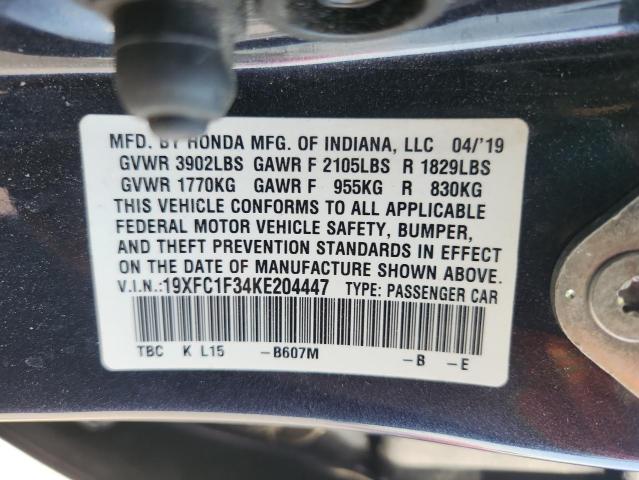 MFD. BY HONDA MFG. OF INDIANA, LLC 04/'19
GVWR 3902LBS GAWR F 2105LBS R 1829LBS
GVWR 1770KG GAWR F 955KG R 830KG
THIS VEHICLE CONFORMS TO ALL APPLICABLE
FEDERAL MOTOR VEHICLE SAFETY, BUMPER,
AND THEFT PREVENTION STANDARDS IN EFFECT
ON THE DATE OF MANUFACTURE SHOWN ABOVE.
V.I.N.:19XFC1F34KE204447 TYPE: PASSENGER CAR
TBC K L15 -B607M -B -E